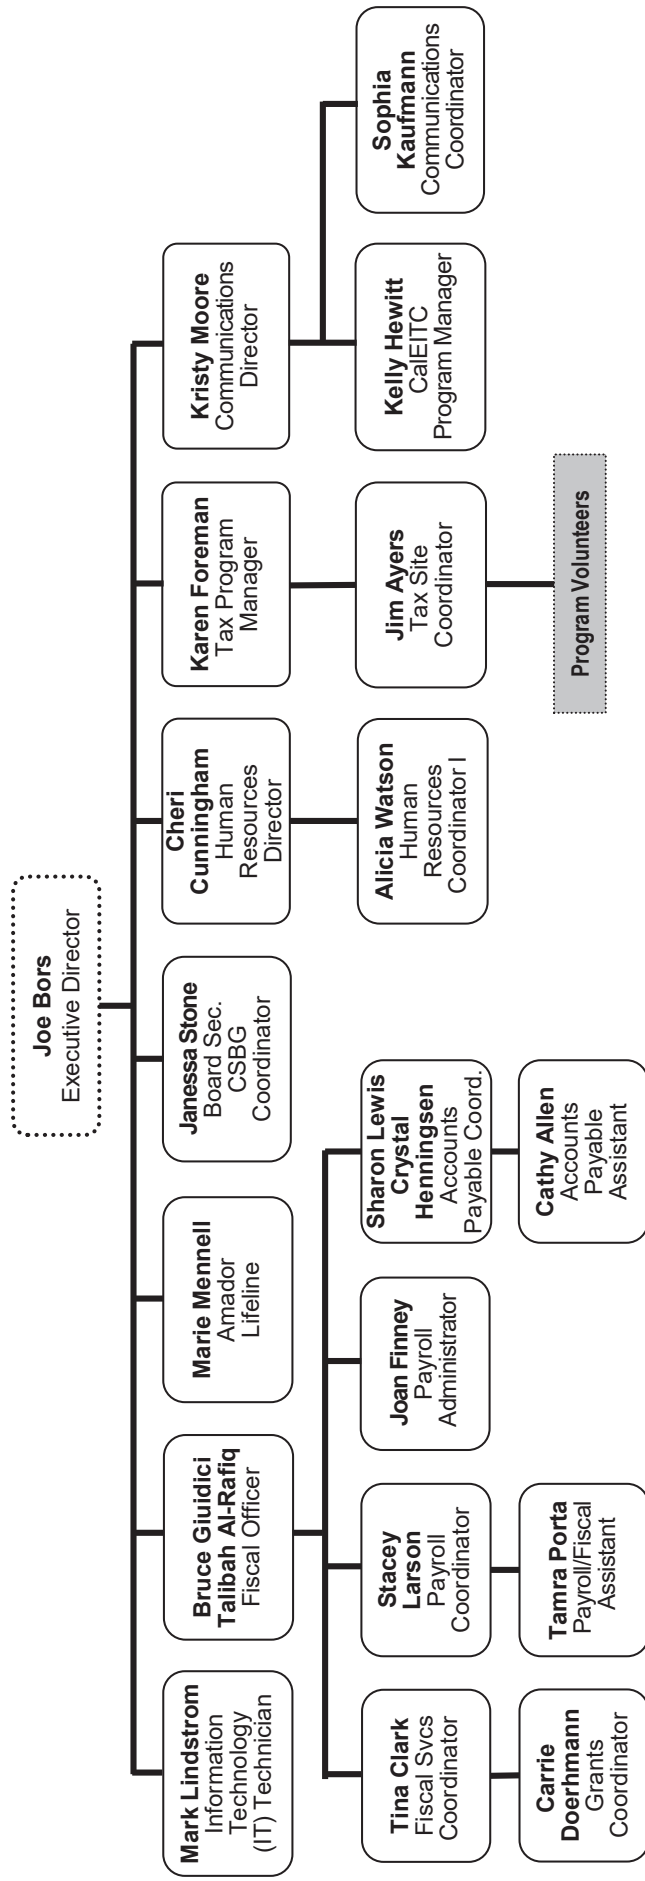 Joe Bors
Executive Director
Mark Lindstrom
Information
Technology
(IT) Technician
Bruce Giuidici
Talibah Al-Rafiq
Fiscal Officer
Marie Mennell
Amador
Lifeline
Janessa Stone
Board Sec.
CSBG
Coordinator
Cheri
Cunningham
Human
Resources
Director
Karen Foreman
Tax Program
Manager
Kristy Moore
Communications
Director
Tina Clark
Fiscal Svcs
Coordinator
Stacey
Larson
Payroll
Coordinator
Joan Finney
Payroll
Administrator
Sharon Lewis
Crystal
Henningsen
Accounts
Payable Coord.
Alicia Watson
Human
Resources
Coordinator I
Jim Ayers
Tax Site
Coordinator
Kelly Hewitt
CalEITC
Program Manager
Sophia
Kaufmann
Communications
Coordinator
Carrie
Doerhmann
Grants
Coordinator
Tamra Porta
Payroll/Fiscal
Assistant
Cathy Allen
Accounts
Payable
Assistant
Program Volunteers